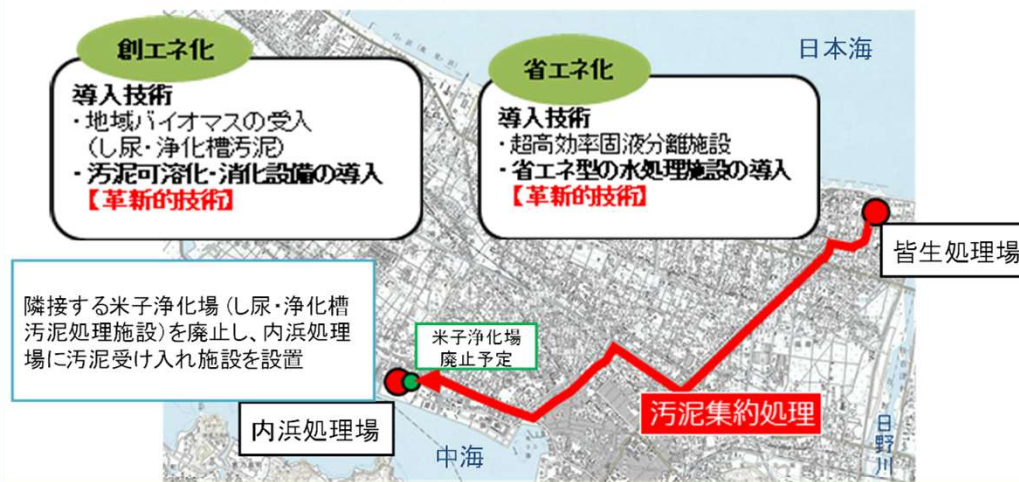 創エネ化
導入技術
・地域バイオマスの受入
(し尿・浄化槽汚泥)
・汚泥可溶化・消化設備の導入
【革新的技術】
省エネ化
導入技術
・超高効率固液分離施設
・省エネ型の水処理施設の導入
【革新的技術】
日本海
皆生処理場
隣接する米子浄化場(し尿・浄化槽
汚泥処理施設)を廃止し、内浜処理
場に汚泥受け入れ施設を設置
米子浄化場
廃止予定
汚泥集約処理
内浜処理場
中海
日野川